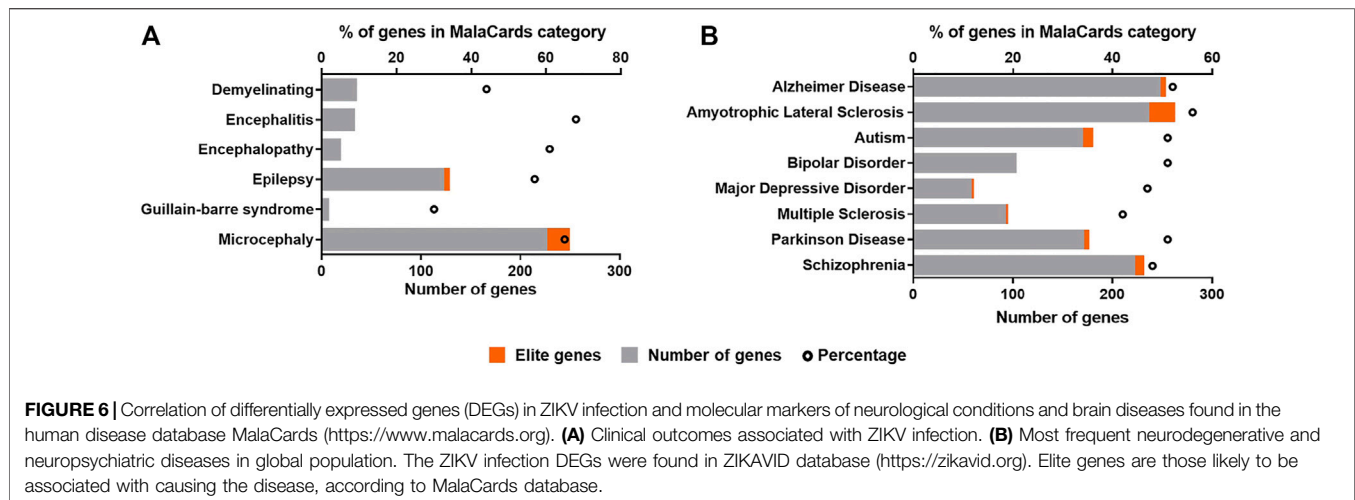 A
% of genes in MalaCards category
0 20 40 60 80
Demyelinating
Encephalitis
Encephalopathy
Epilepsy
Guillain-barre syndrome
Microcephaly
0 100 200 300
Number of genes
B
% of genes in MalaCards category
0 20 40 60
Alzheimer Disease
Amyotrophic Lateral Sclerosis
Autism
Bipolar Disorder
Major Depressive Disorder
Multiple Sclerosis
Parkinson Disease
Schizophrenia
0 100 200 300
Number of genes
Elite genes Number of genes Percentage
FIGURE 6 | Correlation of differentially expressed genes (DEGs) in ZIKV infection and molecular markers of neurological conditions and brain diseases found in the
human disease database MalaCards (https://www.malacards.org). (A) Clinical outcomes associated with ZIKV infection. (B) Most frequent neurodegenerative and
neuropsychiatric diseases in global population. The ZIKV infection DEGs were found in ZIKAVID database (https://zikavid.org). Elite genes are those likely to be
associated with causing the disease, according to MalaCards database.